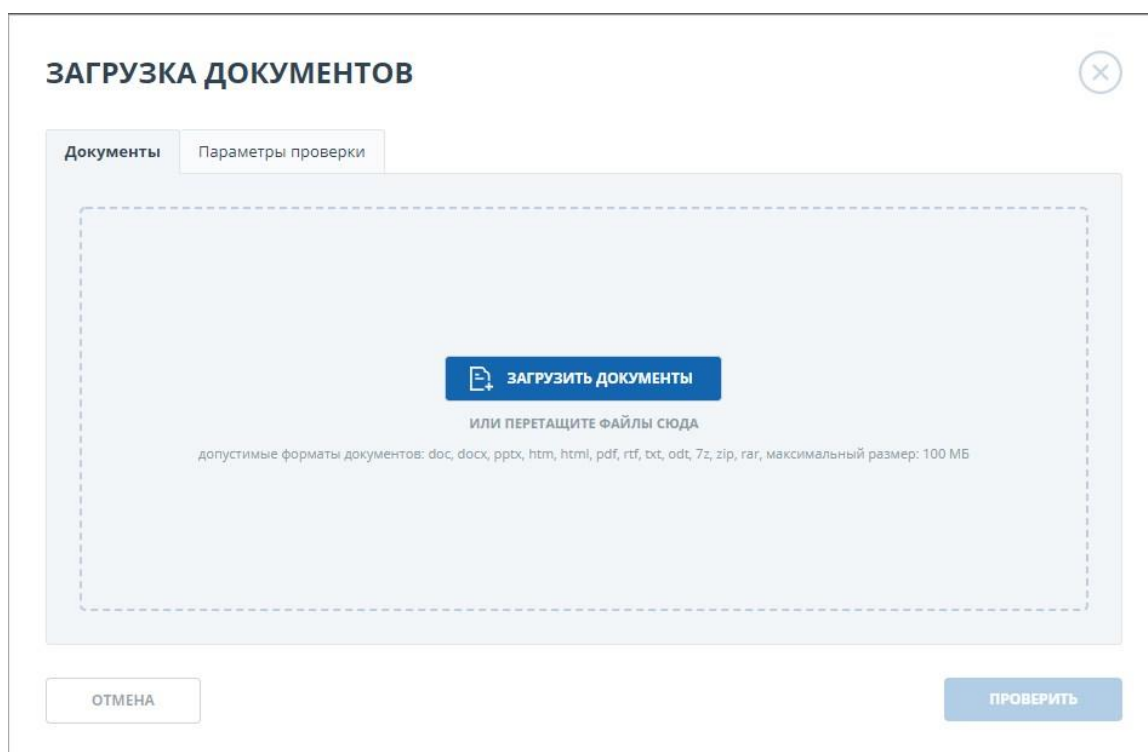 ЗАГРУЗКА ДОКУМЕНТОВ
Документы
Параметры проверки
ЗАГРУЗИТЬ ДОКУМЕНТЫ
ИЛИ ПЕРЕТАЩИТЕ ФАЙЛЫ СЮДА
допустимые форматы документов: doc, docx, pptx, htm, html, pdf, rtf, txt, odt, 7z, zip, rar, максимальный размер: 100 МБ
ОТМЕНА
ПРОВЕРИТЬ